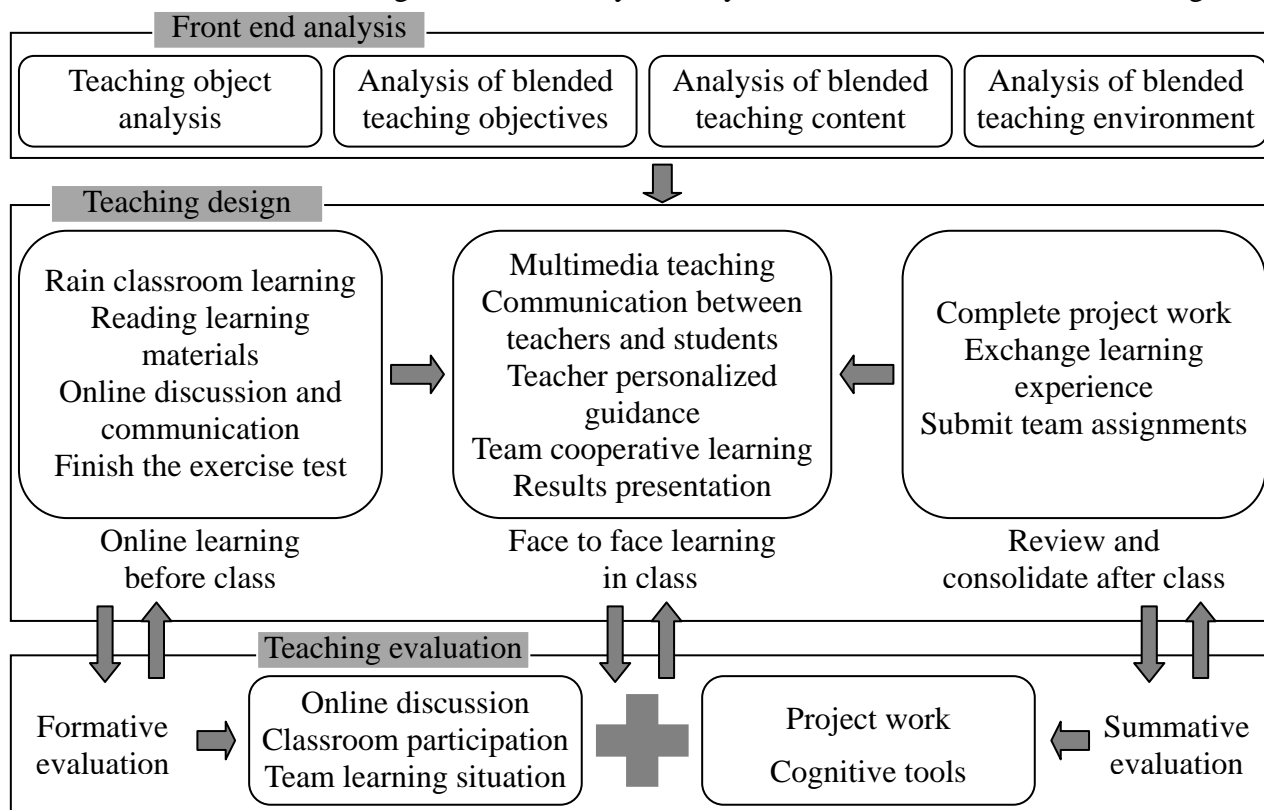 Front end analysis
Teaching object
analysis
Analysis of blended
teaching objectives
Analysis of blended
teaching content
Analysis of blended
teaching environment
Teaching design
Rain classroom learning
Reading learning
materials
Online discussion and
communication
Finish the exercise test
Online learning
before class
Multimedia teaching
Communication between
teachers and students
Teacher personalized
guidance
Team cooperative learning
Results presentation
Face to face learning
in class
Complete project work
Exchange learning
experience
Submit team assignments
Review and
consolidate after class
Teaching evaluation
Formative
evaluation
Online discussion
Classroom participation
Team learning situation
Project work
Cognitive tools
Summative
evaluation